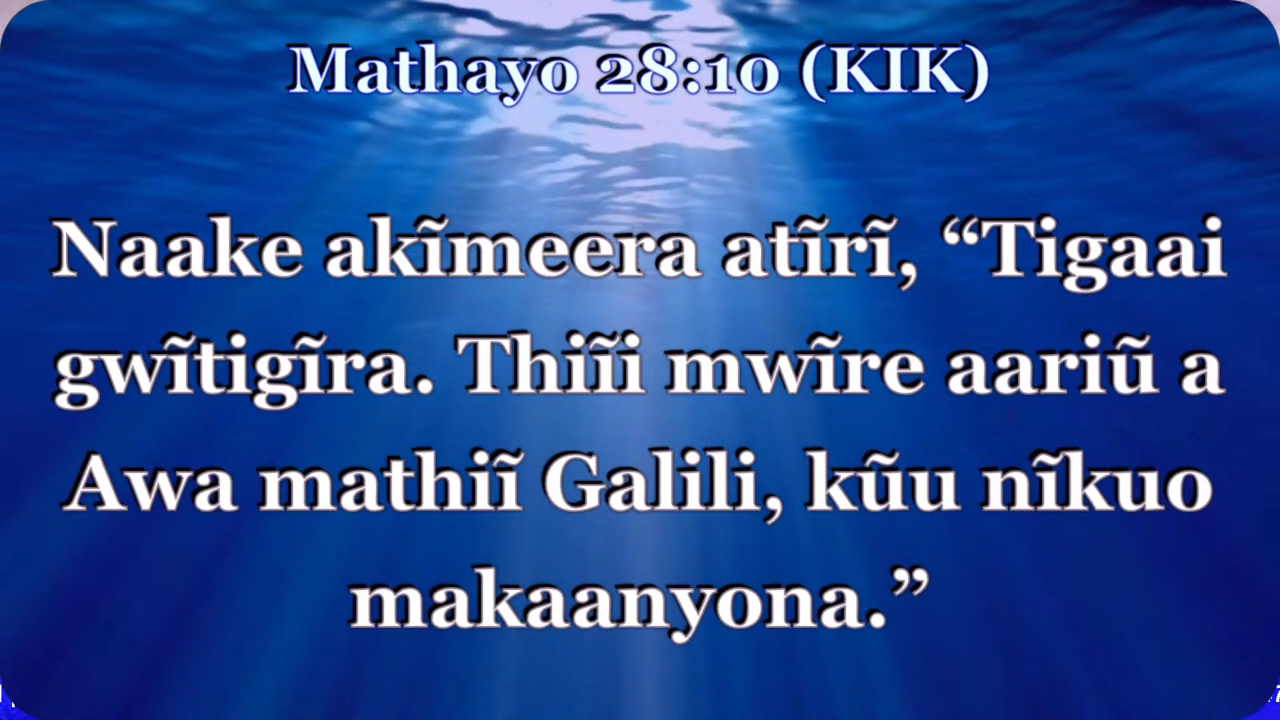 Mathayo 28:10 (KIK)
Naake akĩmeera atĩrĩ, “Tigaai
gwĩtigĩra. Thiĩi mwĩre aariũ a
Awa mathiĩ Galili, kũu nĩkuo
makaanyona.”